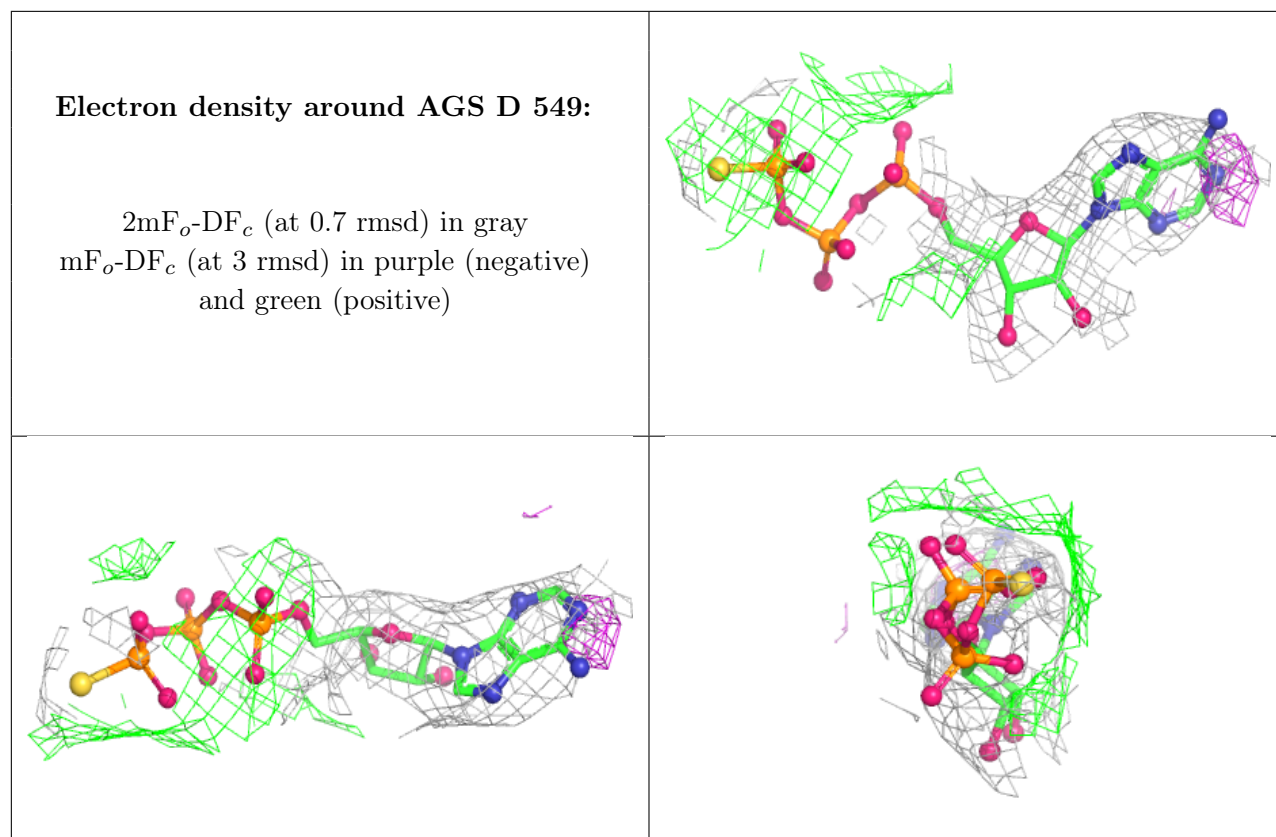 Electron density around AGS D 549:
2mFo-DFc (at 0.7 rmsd) in gray
mFo-DFc (at 3 rmsd) in purple (negative)
and green (positive)